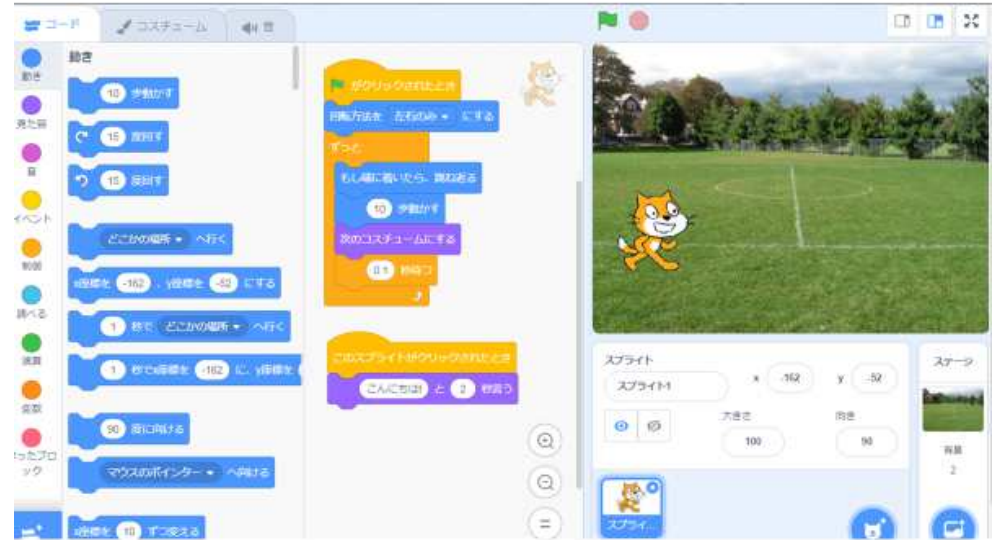 コード
コスチューム
音
動き
動き
見た目
音
イベント
制御
調べる
演算
変数
ったブロ
ック
10 歩動かす
15 度回す
15 度回す
どこかの場所 へ行く
x座標を -162 、y座標を -52 にする
1 秒で どこかの場所 へ行く
1 秒でx座標を -162 に、y座標を
90 度に向ける
マウスのポインター へ向ける
x座標を 10 ずつ変える
がクリックされたとき
回転方法を 左右のみ にする
ずっと
もし端に着いたら、跳ね返る
10 歩動かす
次のコスチュームにする
0.1 秒待つ
このスプライトがクリックされたとき
こんにちは! と 2 秒言う
スプライト
スプライト1
x -162 y -52
大きさ
100
向き
90
スプライ...
ステージ
背景
2